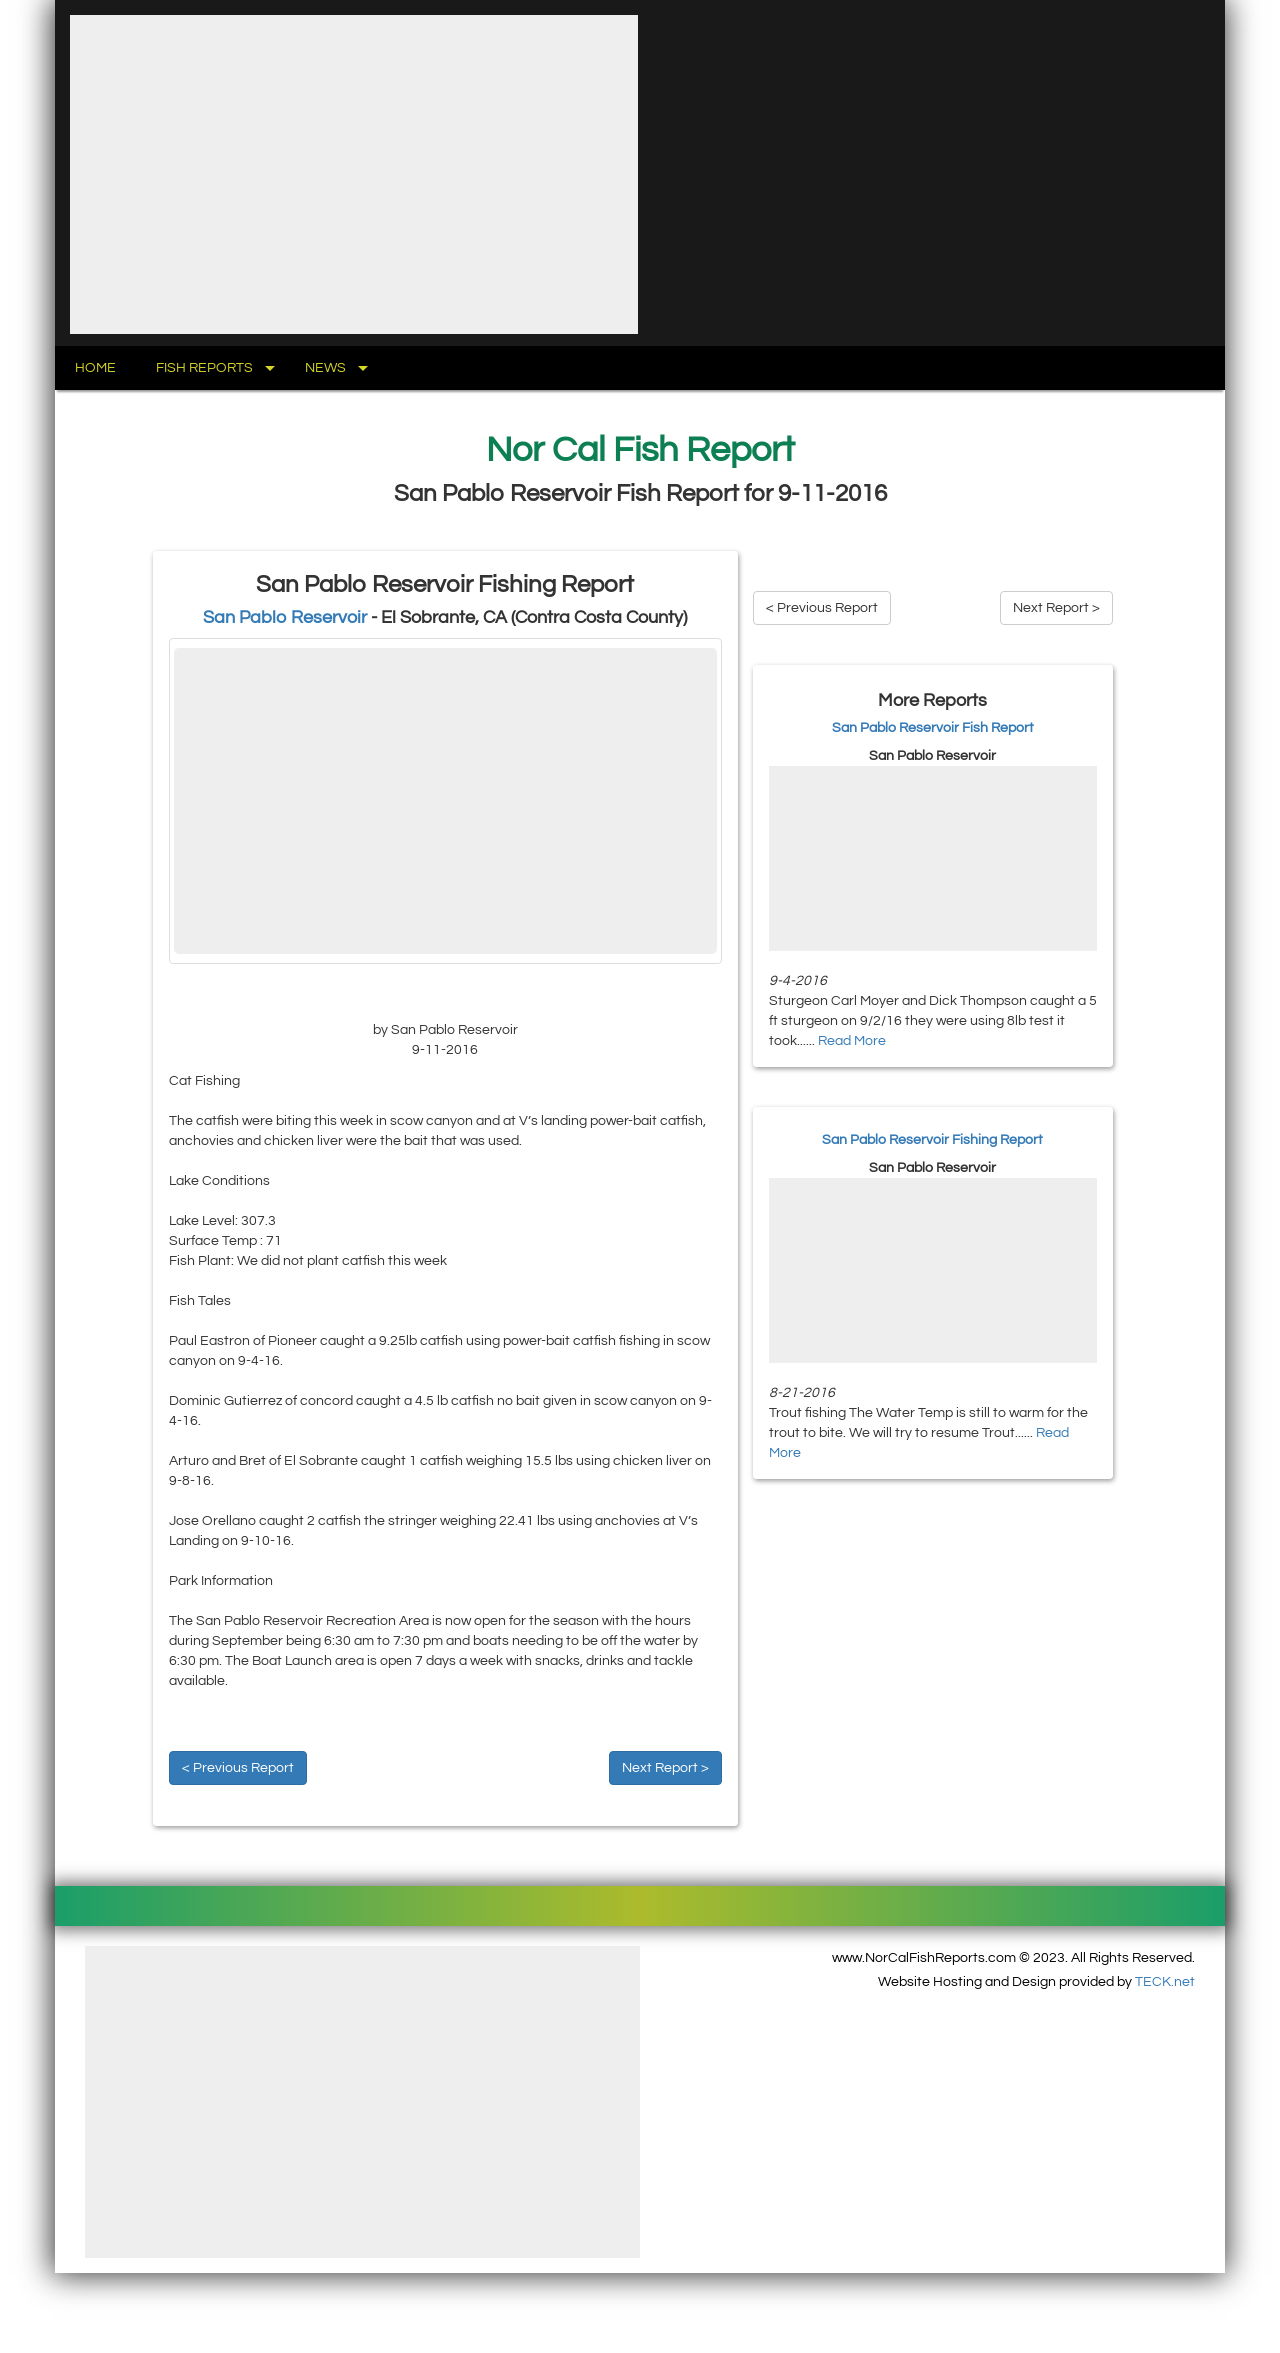 HOME
FISH REPORTS
NEWS
Nor Cal Fish Report
San Pablo Reservoir Fish Report for 9-11-2016
San Pablo Reservoir Fishing Report
San Pablo Reservoir - El Sobrante, CA (Contra Costa County)
by San Pablo Reservoir
9-11-2016
Cat Fishing
The catfish were biting this week in scow canyon and at V’s landing power-bait catfish,
anchovies and chicken liver were the bait that was used.
Lake Conditions
Lake Level: 307.3
Surface Temp : 71
Fish Plant: We did not plant catfish this week
Fish Tales
Paul Eastron of Pioneer caught a 9.25lb catfish using power-bait catfish fishing in scow
canyon on 9-4-16.
Dominic Gutierrez of concord caught a 4.5 lb catfish no bait given in scow canyon on 9-
4-16.
Arturo and Bret of El Sobrante caught 1 catfish weighing 15.5 lbs using chicken liver on
9-8-16.
Jose Orellano caught 2 catfish the stringer weighing 22.41 lbs using anchovies at V’s
Landing on 9-10-16.
Park Information
The San Pablo Reservoir Recreation Area is now open for the season with the hours
during September being 6:30 am to 7:30 pm and boats needing to be off the water by
6:30 pm. The Boat Launch area is open 7 days a week with snacks, drinks and tackle
available.
< Previous Report
Next Report >
< Previous Report
Next Report >
More Reports
San Pablo Reservoir Fish Report
San Pablo Reservoir
9-4-2016
Sturgeon Carl Moyer and Dick Thompson caught a 5
ft sturgeon on 9/2/16 they were using 8lb test it
took...... Read More
San Pablo Reservoir Fishing Report
San Pablo Reservoir
8-21-2016
Trout fishing The Water Temp is still to warm for the
trout to bite. We will try to resume Trout...... Read
More
www.NorCalFishReports.com © 2023. All Rights Reserved.
Website Hosting and Design provided by TECK.net